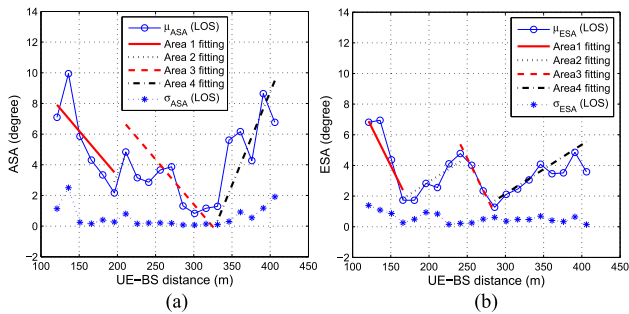 μASA (LOS)
Area 1 fitting
Area 2 fitting
Area 3 fitting
Area 4 fitting
σASA (LOS)
ASA (degree)
14
12
10
8
6
4
2
0
−2
100 150 200 250 300 350 400 450
UE−BS distance (m)
(a)
μESA (LOS)
Area1 fitting
Area2 fitting
Area3 fitting
Area4 fitting
σESA (LOS)
ESA (degree)
14
12
10
8
6
4
2
0
−2
100 150 200 250 300 350 400 450
UE−BS distance (m)
(b)